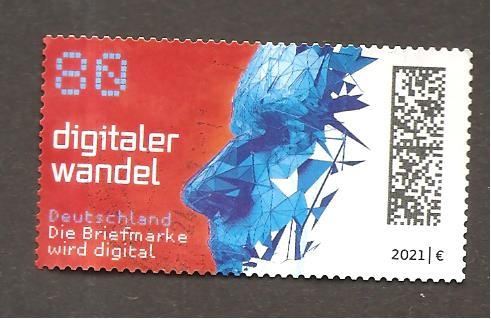 80
digitaler
wandel
Deutschland
Die Briefmarke
wird digital
2021|€